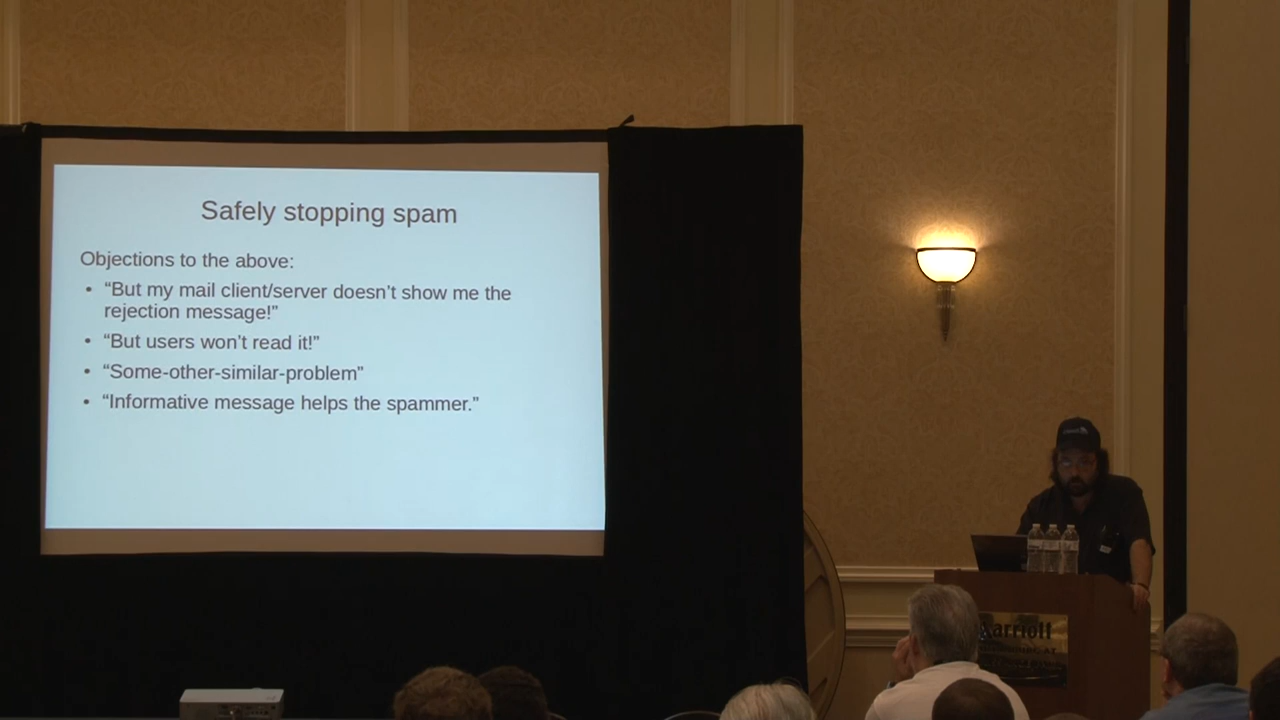 Safely stopping spam
Objections to the above:
• “But my mail client/server doesn’t show me the
rejection message!”
• “But users won’t read it!”
• “Some-other-similar-problem”
• “Informative message helps the spammer.”
Marriott